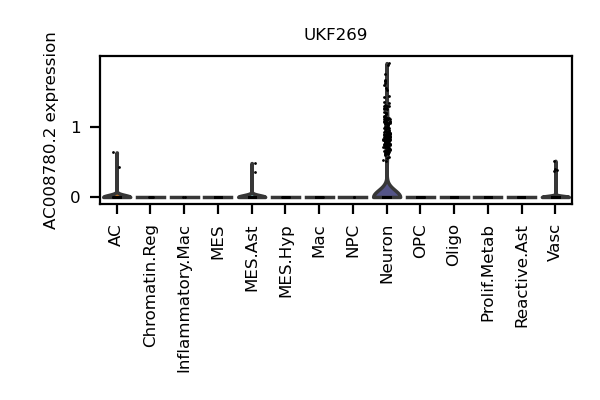 UKF269
AC008780.2 expression
1
0
AC
Chromatin.Reg
Inflammatory.Mac
MES
MES.Ast
MES.Hyp
Mac
NPC
Neuron
OPC
Oligo
Prolif.Metab
Reactive.Ast
Vasc